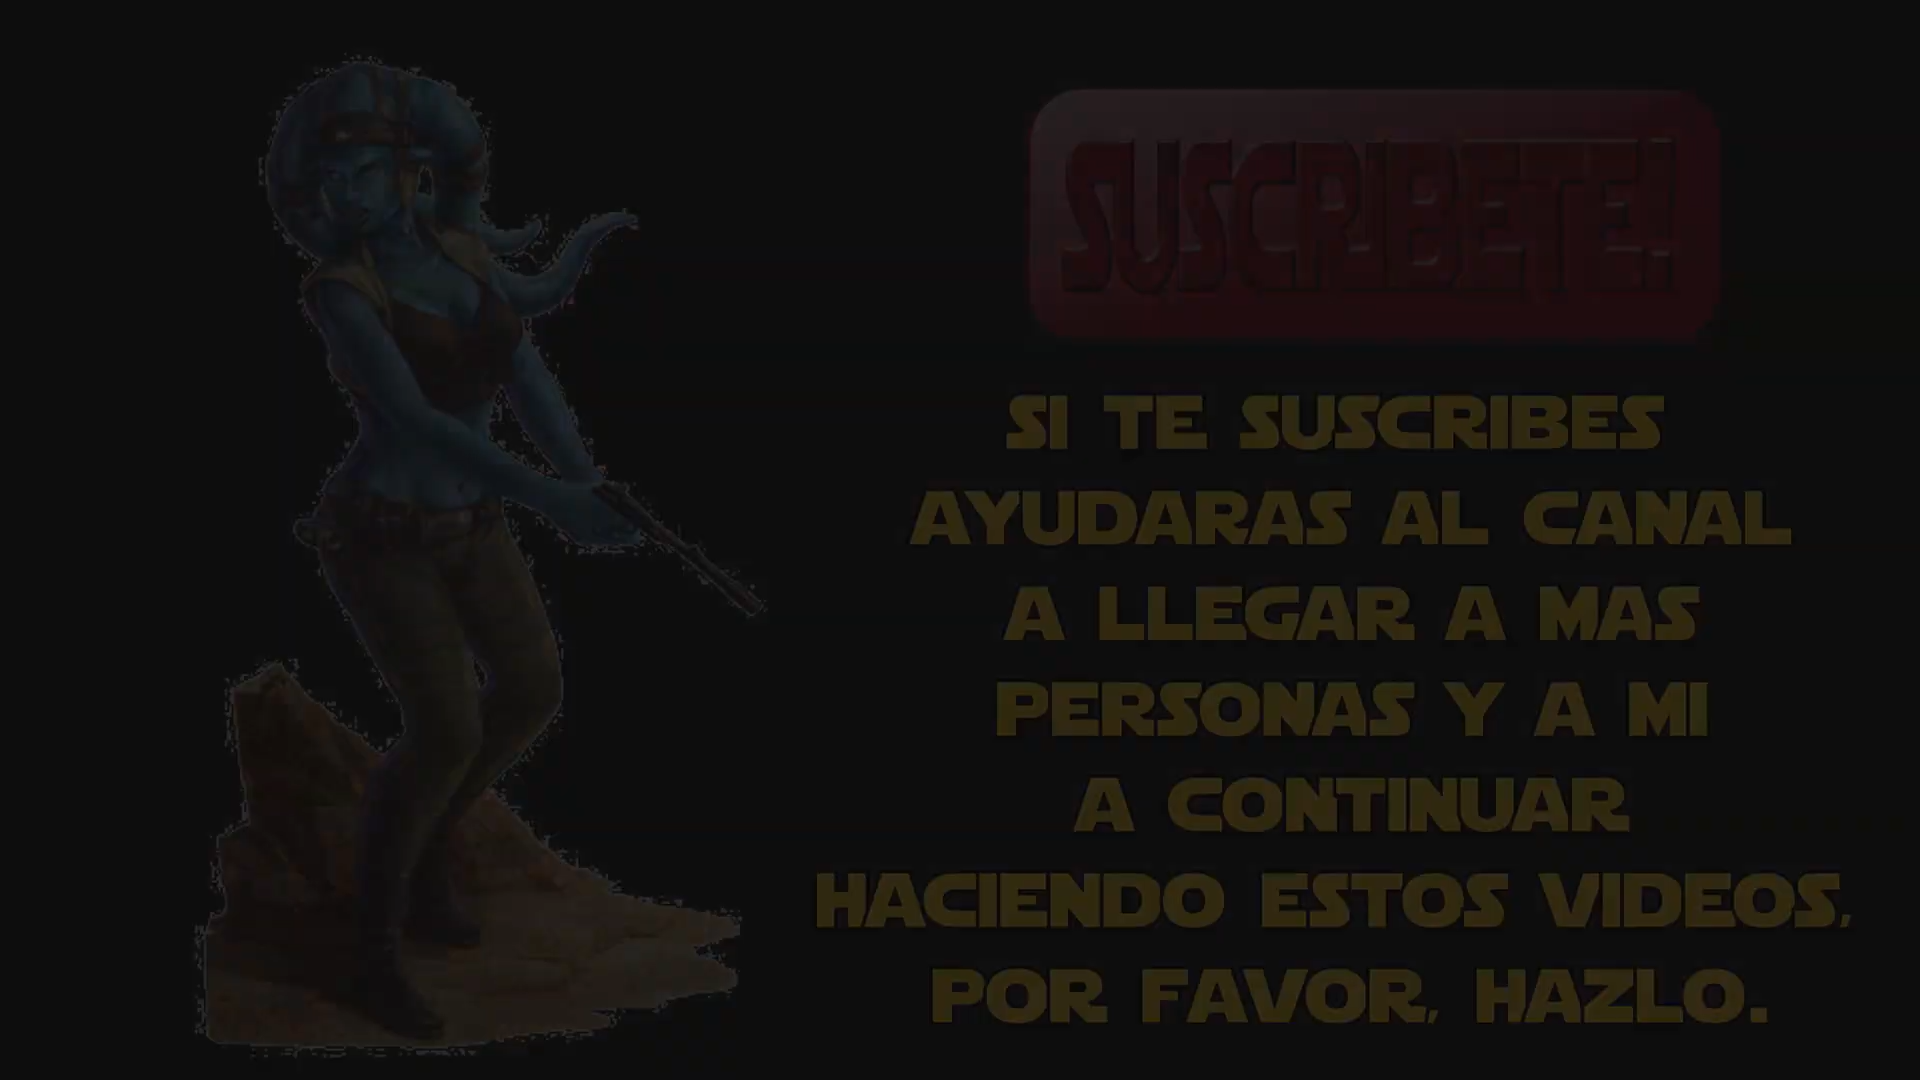 SUSCRIBETE!
SI TE SUSCRIBES
AYUDARAS AL CANAL
A LLEGAR A MAS
PERSONAS Y A MI
A CONTINUAR
HACIENDO ESTOS VIDEOS,
POR FAVOR, HAZLO.